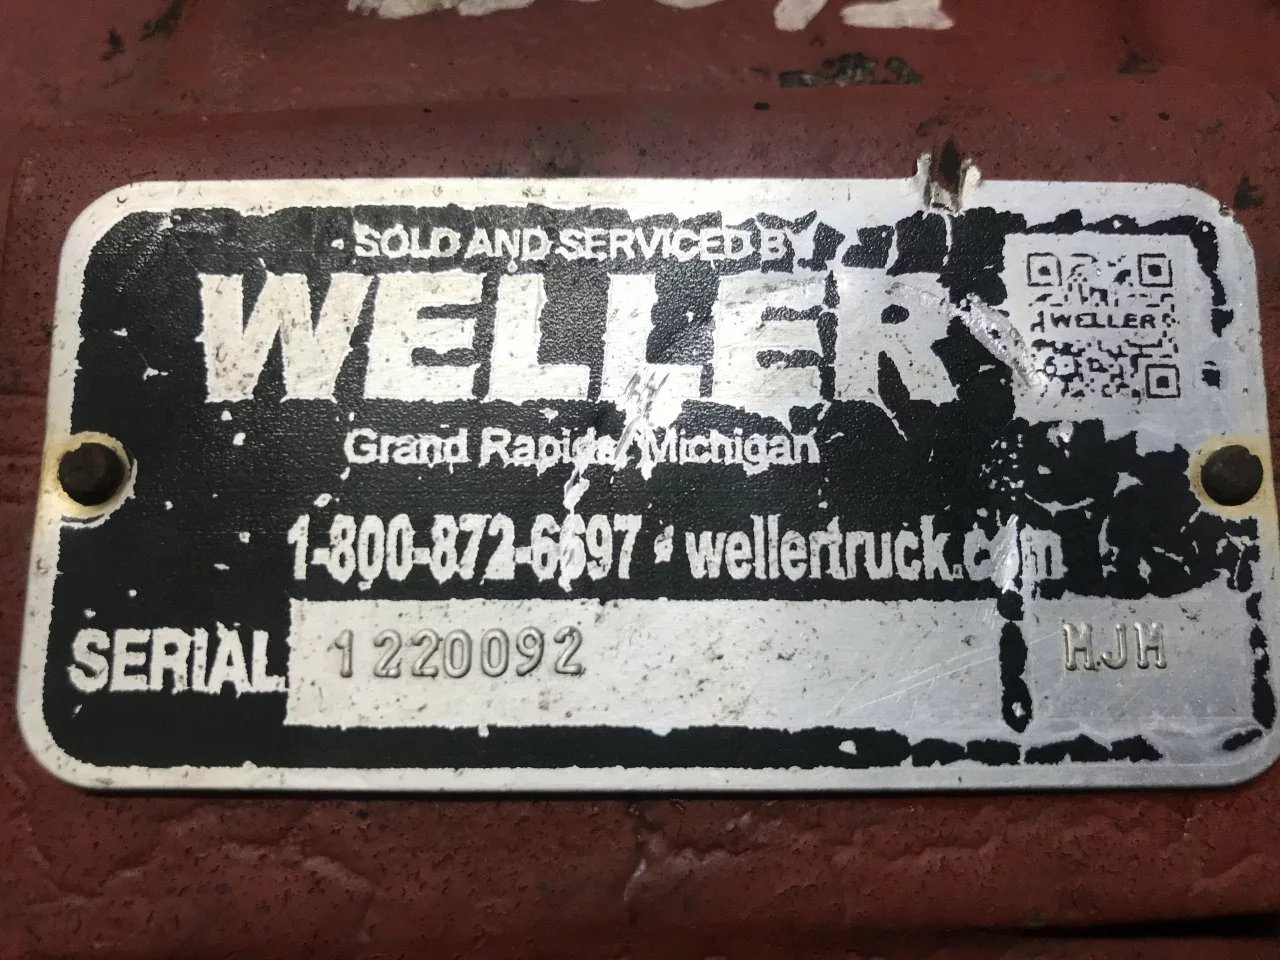 SOLD AND SERVICED BY
WELLER
WELLER
Grand Rapids, Michigan
1-800-872-6697 • wellertruck.com
SERIAL 1220092 HJH